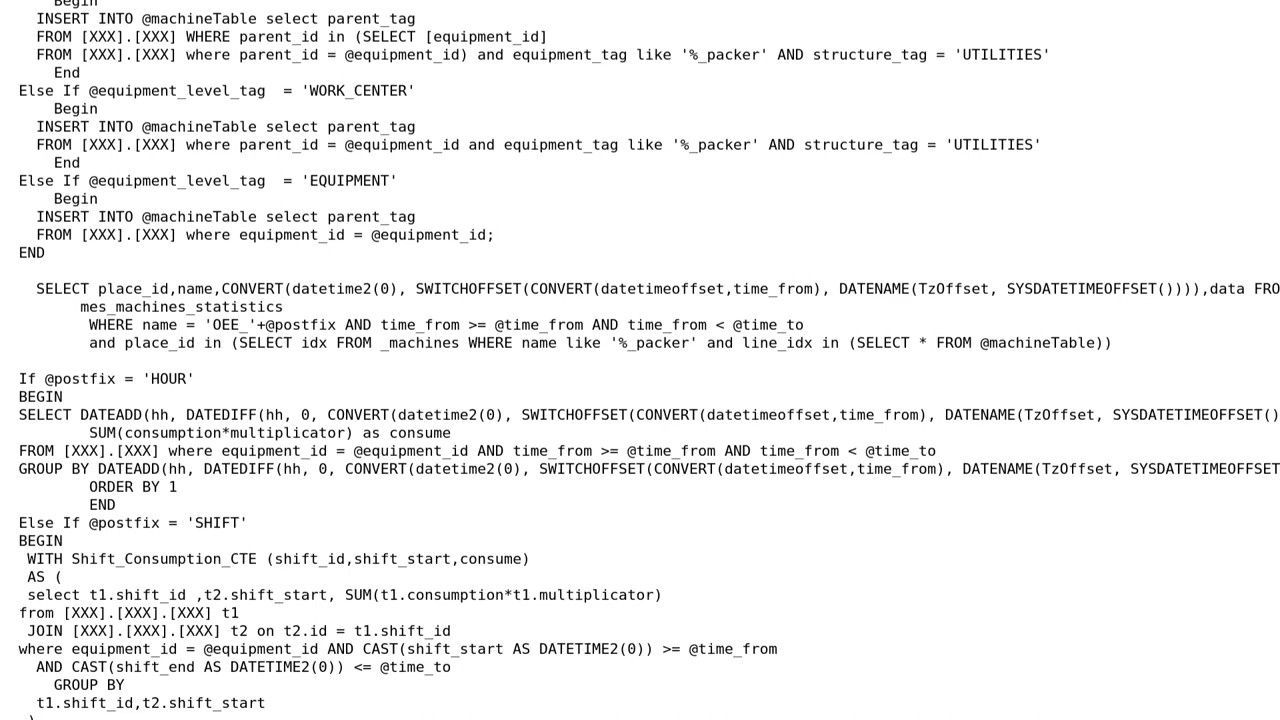 Begin
INSERT INTO @machineTable select parent_tag
FROM [XXX].[XXX] WHERE parent_id in (SELECT [equipment_id]
FROM [XXX].[XXX] where parent_id = @equipment_id) and equipment_tag like '%_packer' AND structure_tag = 'UTILITIES'
End
Else If @equipment_level_tag  = 'WORK_CENTER'
Begin
INSERT INTO @machineTable select parent_tag
FROM [XXX].[XXX] where parent_id = @equipment_id and equipment_tag like '%_packer' AND structure_tag = 'UTILITIES'
End
Else If @equipment_level_tag  = 'EQUIPMENT'
Begin
INSERT INTO @machineTable select parent_tag
FROM [XXX].[XXX] where equipment_id = @equipment_id;
END
SELECT place_id,name,CONVERT(datetime2(0), SWITCHOFFSET(CONVERT(datetimeoffset,time_from), DATENAME(TzOffset, SYSDATETIMEOFFSET()))),data FRO
mes_machines_statistics
WHERE name = 'OEE_'+@postfix AND time_from >= @time_from AND time_from < @time_to
and place_id in (SELECT idx FROM _machines WHERE name like '%_packer' and line_idx in (SELECT * FROM @machineTable))
If @postfix = 'HOUR'
BEGIN
SELECT DATEADD(hh, DATEDIFF(hh, 0, CONVERT(datetime2(0), SWITCHOFFSET(CONVERT(datetimeoffset,time_from), DATENAME(TzOffset, SYSDATETIMEOFFSET()
SUM(consumption*multiplicator) as consume
FROM [XXX].[XXX] where equipment_id = @equipment_id AND time_from >= @time_from AND time_from < @time_to
GROUP BY DATEADD(hh, DATEDIFF(hh, 0, CONVERT(datetime2(0), SWITCHOFFSET(CONVERT(datetimeoffset,time_from), DATENAME(TzOffset, SYSDATETIMEOFFSET
ORDER BY 1
END
Else If @postfix = 'SHIFT'
BEGIN
WITH Shift_Consumption_CTE (shift_id,shift_start,consume)
AS (
select t1.shift_id ,t2.shift_start, SUM(t1.consumption*t1.multiplicator)
from [XXX].[XXX].[XXX] t1
JOIN [XXX].[XXX].[XXX] t2 on t2.id = t1.shift_id
where equipment_id = @equipment_id AND CAST(shift_start AS DATETIME2(0)) >= @time_from
AND CAST(shift_end AS DATETIME2(0)) <= @time_to
GROUP BY
t1.shift_id,t2.shift_start
)